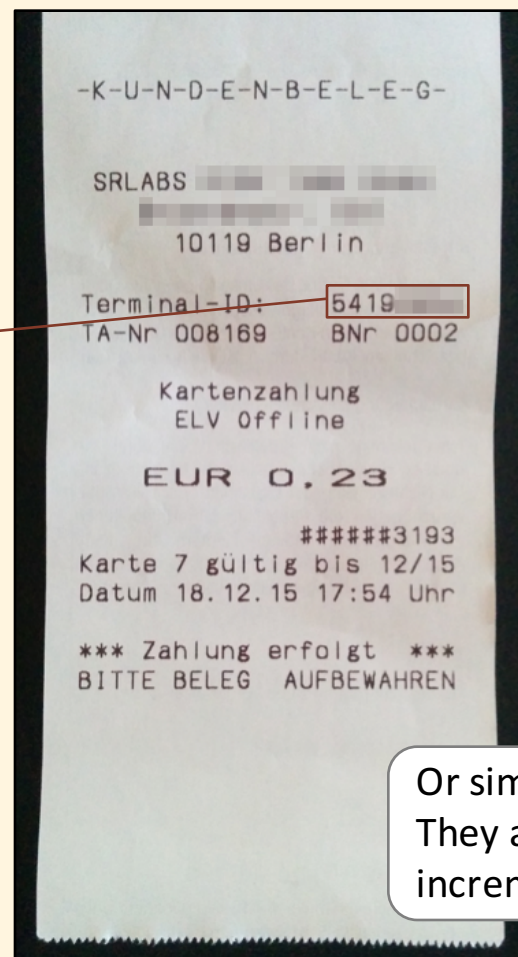 -K-U-N-D-E-N-B-E-L-E-G-
SRLABS
10119 Berlin
Terminal-ID: 5419
TA-Nr 008169 BNr 0002
Kartenzahlung
ELV Offline
EUR 0,23
######3193
Karte 7 gültig bis 12/15
Datum 18.12.15 17:54 Uhr
*** Zahlung erfolgt ***
BITTE BELEG AUFBEWAHREN
Or
They